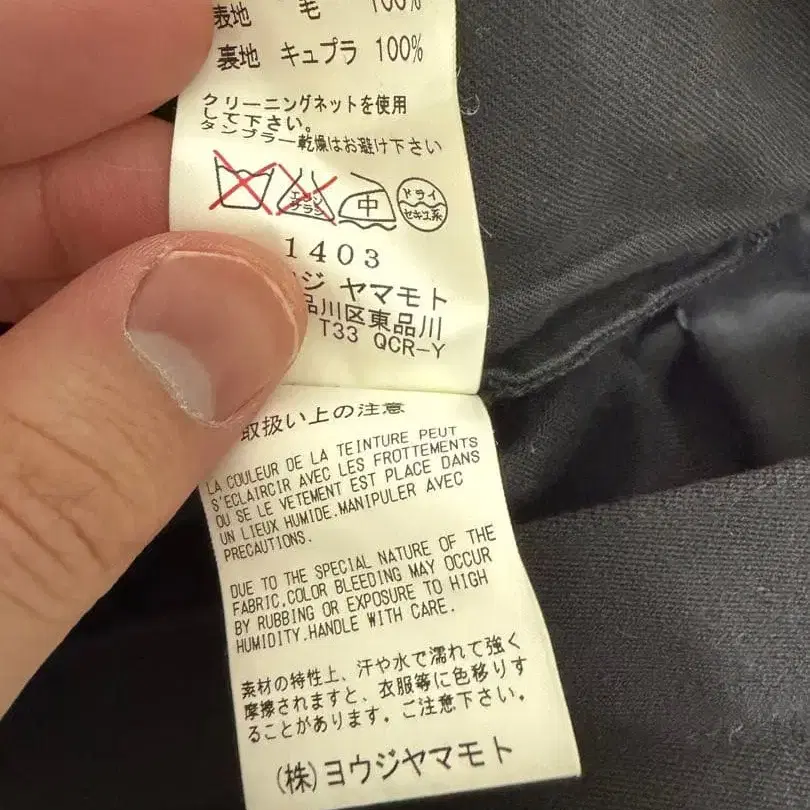 表地 毛 100%
裏地 キュプラ 100%
クリーニングネットを使用
して下さい。
タンブラー乾燥はお避け下さい
エンソ
サラシ
中
ドライ
セキユ系
1403
ジ ヤマモト
品川区東品川
T33 QCR-Y
取扱い上の注意
LA COULEUR DE LA TEINTURE PEUT
S'ECLAIRCIR AVEC LES FROTTEMENTS
OU SE LE VETEMENT EST PLACE DANS
UN LIEUX HUMIDE.MANIPULER AVEC
PRECAUTIONS.
DUE TO THE SPECIAL NATURE OF THE
FABRIC,COLOR BLEEDING MAY OCCUR
BY RUBBING OR EXPOSURE TO HIGH
HUMIDITY.HANDLE WITH CARE.
素材の特性上、汗や水で濡れて強く
摩擦されますと、衣服等に色移りす
ることがあります。ご注意下さい。
(株)ヨウジヤマモト